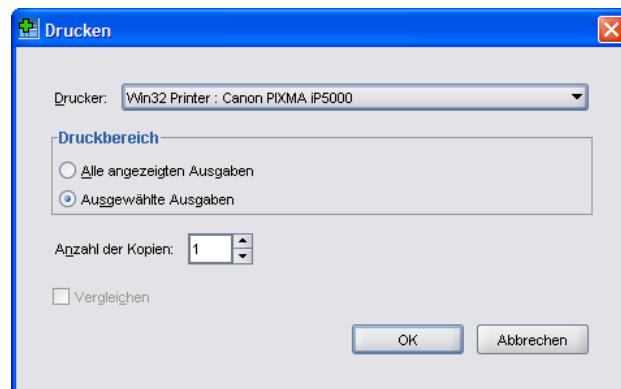 Drucken
Drucker: Win32 Printer : Canon PIXMA iP5000
Druckbereich
Alle angezeigten Ausgaben
Ausgewählte Ausgaben
Anzahl der Kopien: 1
Vergleichen
OK Abbrechen